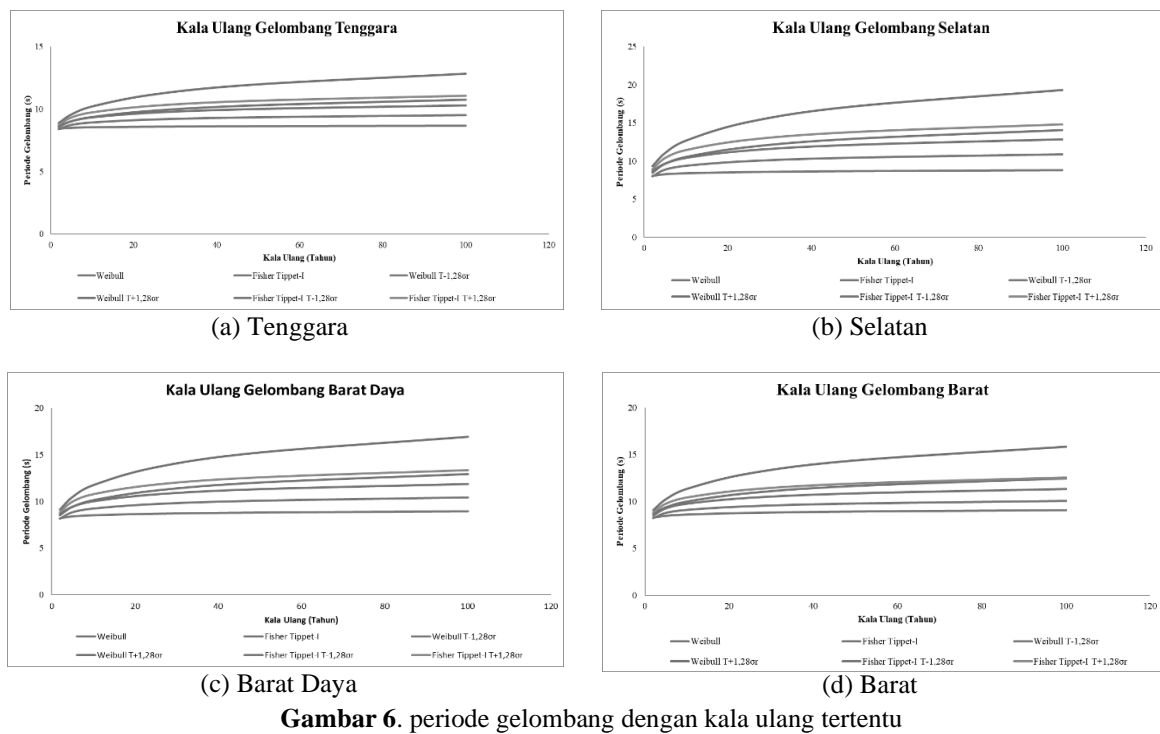 Kala Ulang Gelombang Tenggara
15
10
5
0
0 20 40 60 80 100 120
Periode Gelombang (s)
Kala Ulang (Tahun)
Weibull Fisher Tippet-I Weibull T-1,28σr
Weibull T+1,28σr Fisher Tippet-I T-1,28σr Fisher Tippet-I T+1,28σr
(a) Tenggara
Kala Ulang Gelombang Selatan
25
20
15
10
5
0
0 20 40 60 80 100 120
Periode Gelombang (s)
Kala Ulang (Tahun)
Weibull Fisher Tippet-I Weibull T-1,28σr
Weibull T+1,28σr Fisher Tippet-I T-1,28σr Fisher Tippet-I T+1,28σr
(b) Selatan
Kala Ulang Gelombang Barat Daya
20
15
10
5
0
0 20 40 60 80 100 120
Periode Gelombang (s)
Kala Ulang (Tahun)
Weibull Fisher Tippet-I Weibull T-1,28σr
Weibull T+1,28σr Fisher Tippet-I T-1,28σr Fisher Tippet-I T+1,28σr
(c) Barat Daya
Kala Ulang Gelombang Barat
20
15
10
5
0
0 20 40 60 80 100 120
Periode Gelombang (s)
Kala Ulang (Tahun)
Weibull Fisher Tippet-I Weibull T-1,28σr
Weibull T+1,28σr Fisher Tippet-I T-1,28σr Fisher Tippet-I T+1,28σr
(d) Barat
Gambar 6. periode gelombang dengan kala ulang tertentu